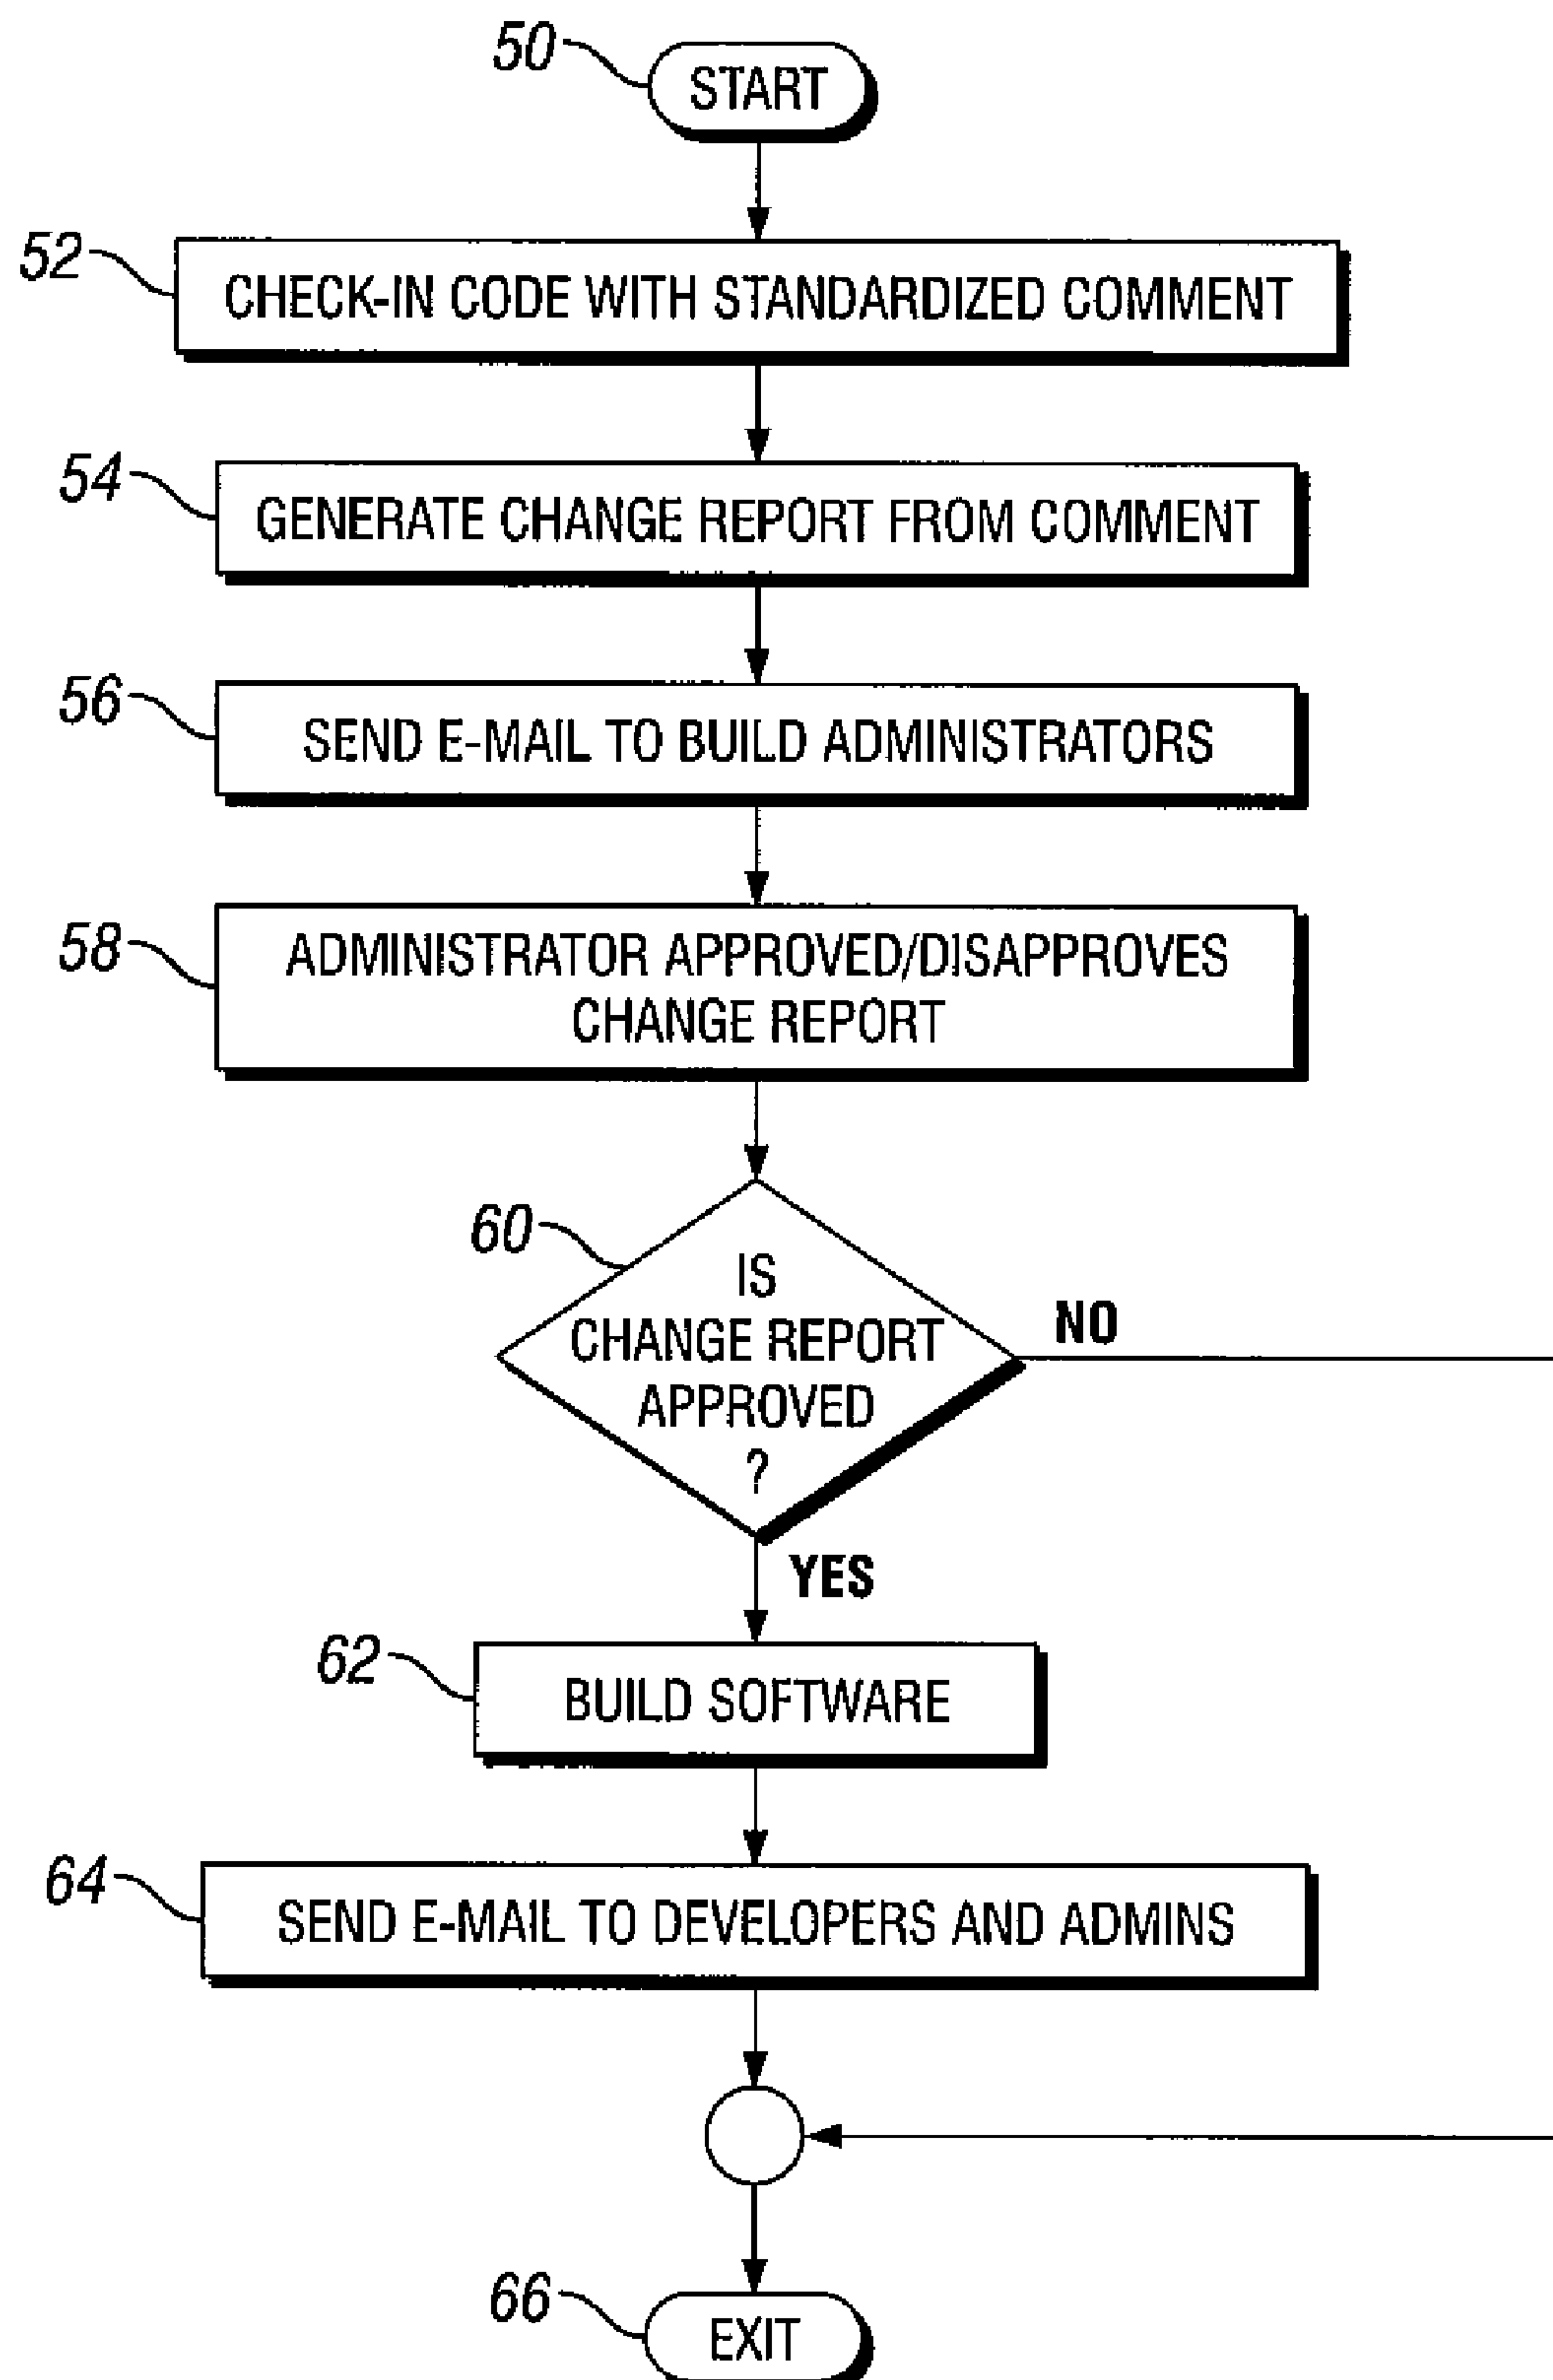 50
START
52
CHECK-IN CODE WITH STANDARDIZED COMMENT
54
GENERATE CHANGE REPORT FROM COMMENT
56
SEND E-MAIL TO BUILD ADMINISTRATORS
58
ADMINISTRATOR APPROVED/DISAPPROVES
CHANGE REPORT
60
IS
CHANGE REPORT
APPROVED
?
NO
YES
62
BUILD SOFTWARE
64
SEND E-MAIL TO DEVELOPERS AND ADMINS
66
EXIT